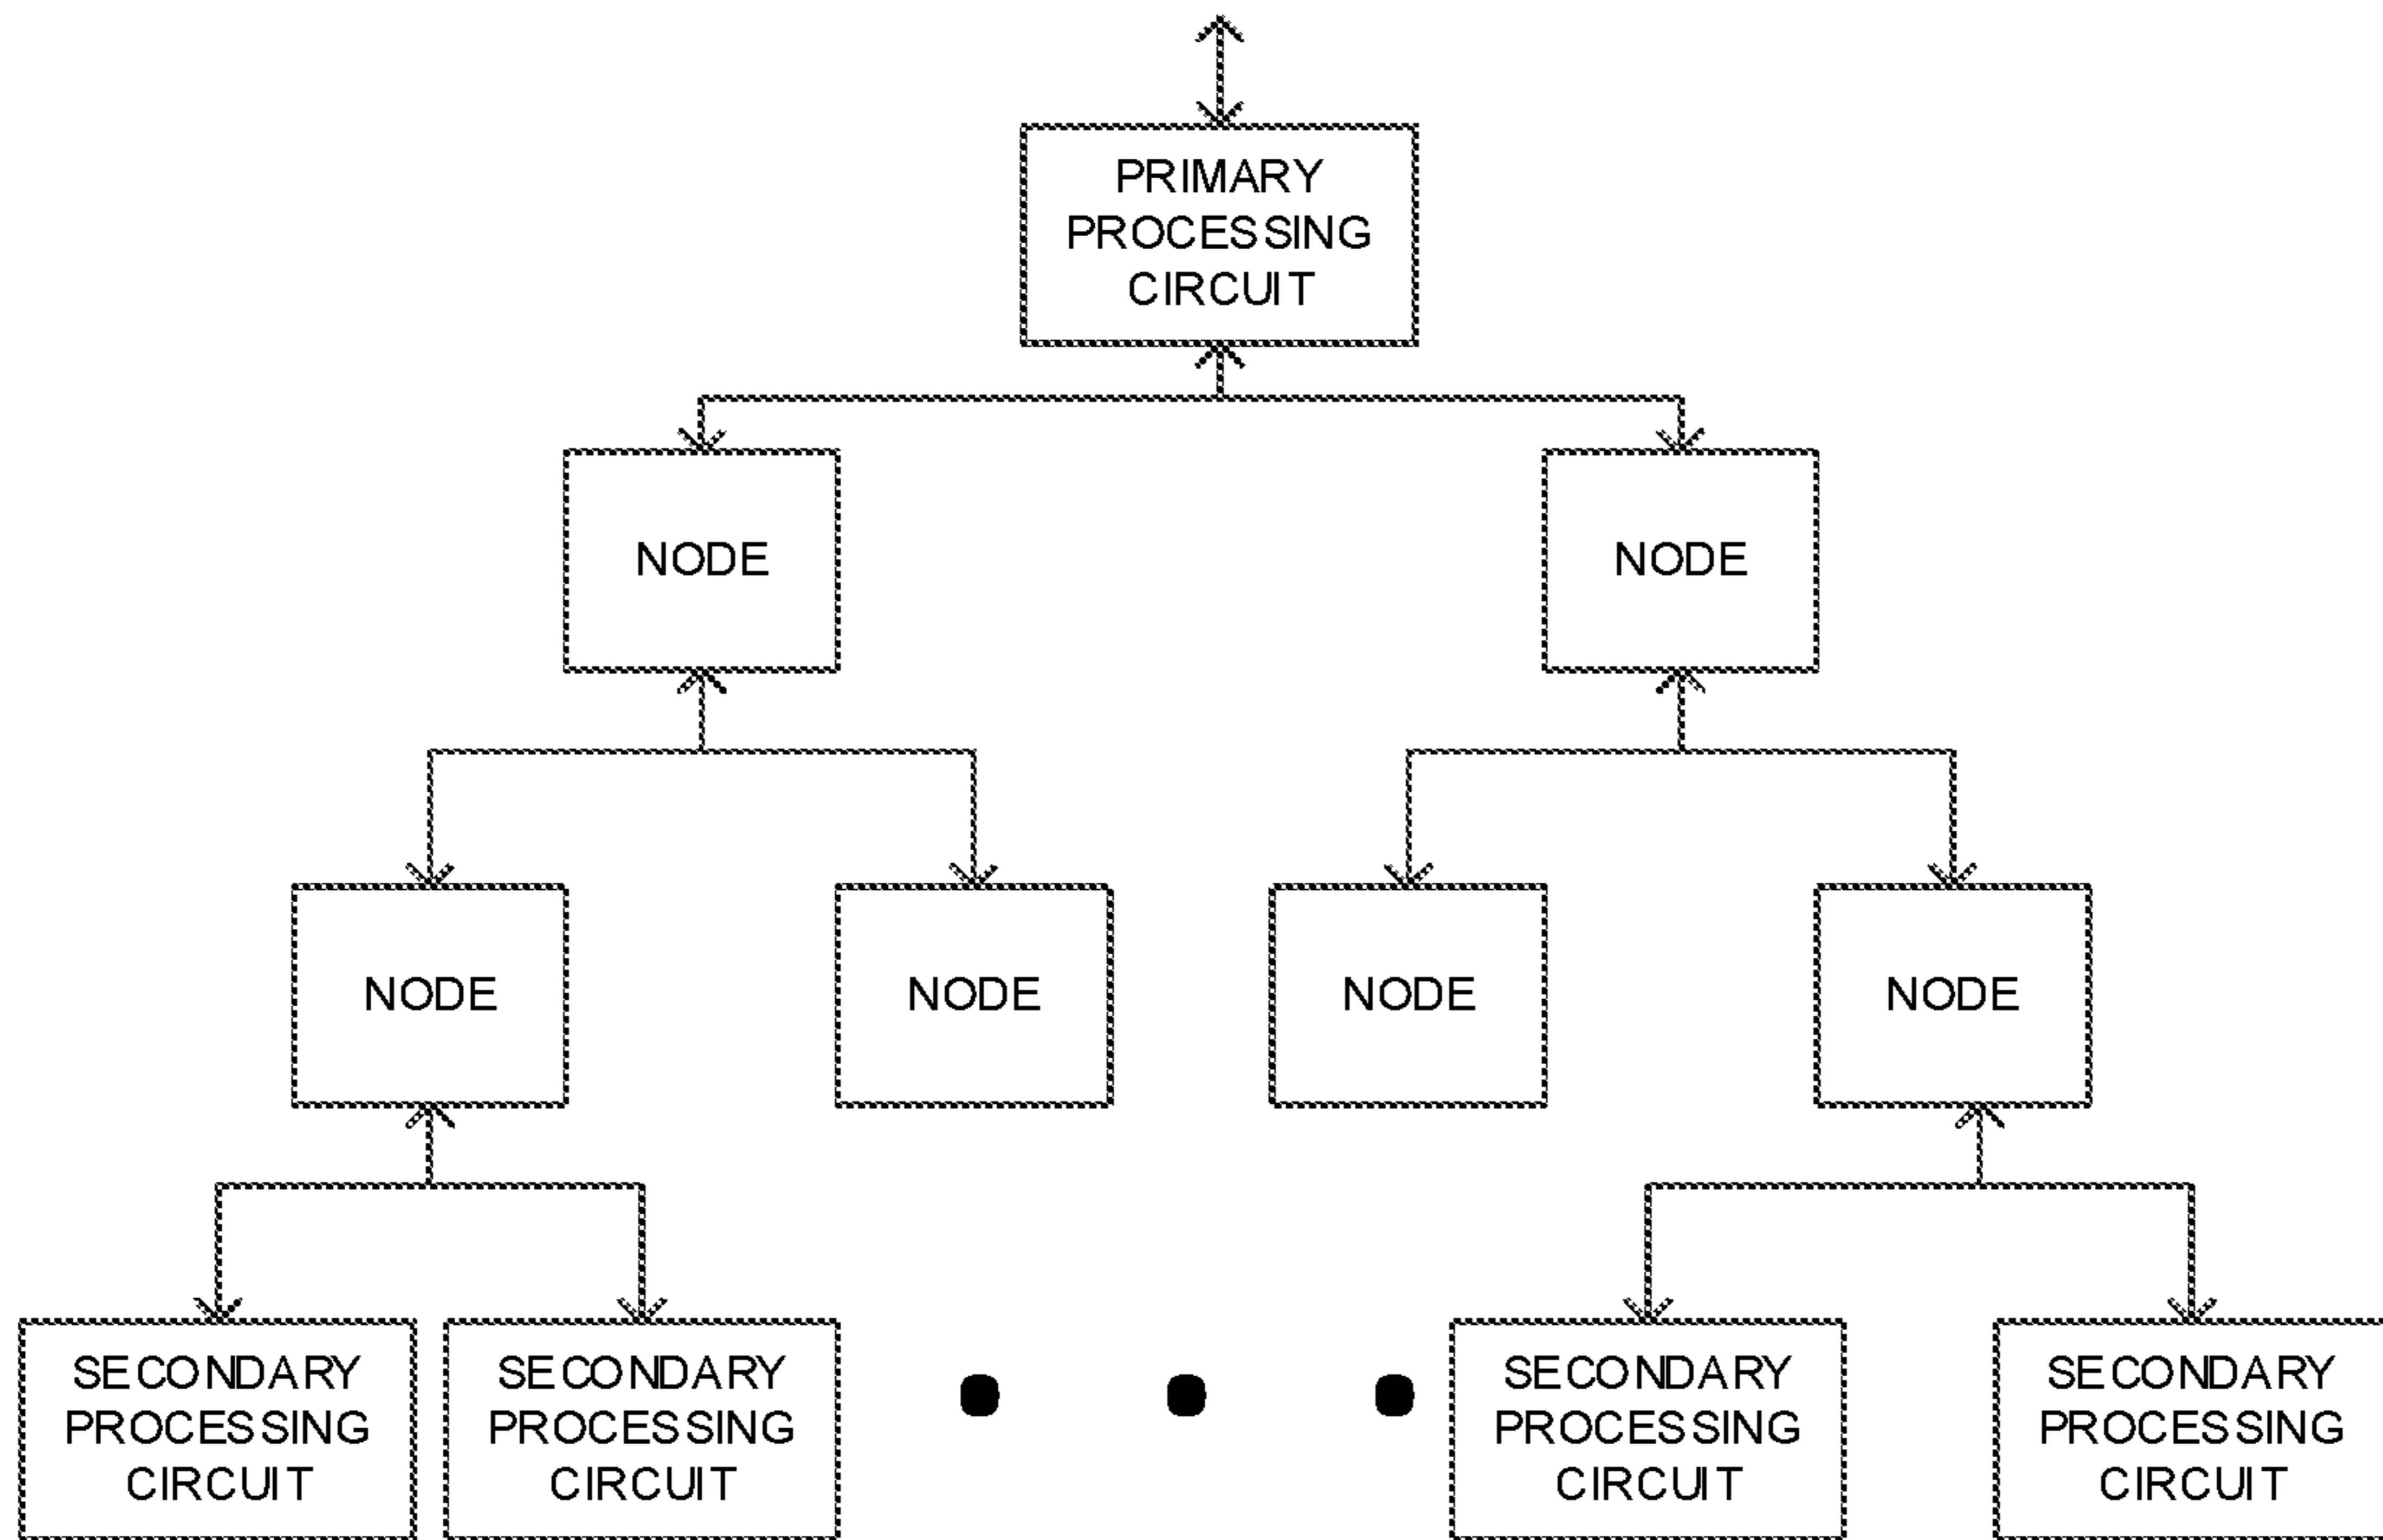 PRIMARY
PROCESSING
CIRCUIT
NODE
NODE
NODE
NODE
NODE
NODE
SECONDARY
PROCESSING
CIRCUIT
SECONDARY
PROCESSING
CIRCUIT
SECONDARY
PROCESSING
CIRCUIT
SECONDARY
PROCESSING
CIRCUIT